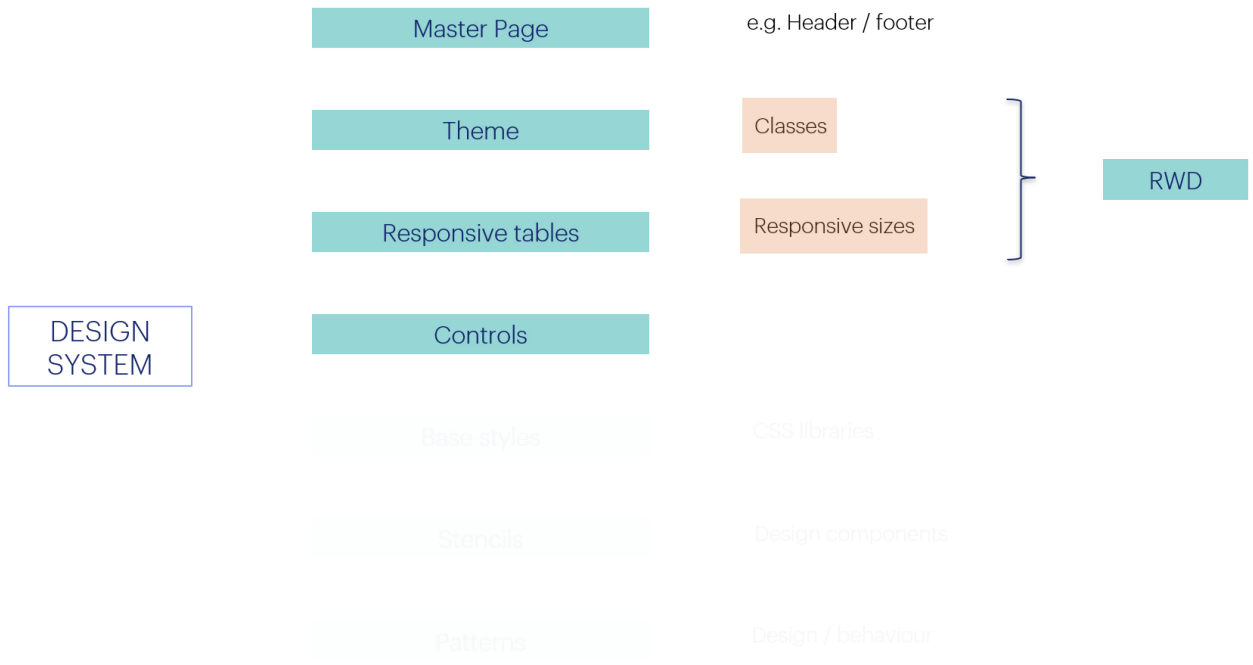 Master Page
e.g. Header / footer
Theme
Classes
RWD
Responsive tables
Responsive sizes
DESIGN
SYSTEM
Controls
Base styles
CSS libraries
Stencils
Design components
Patterns
Design / behaviour